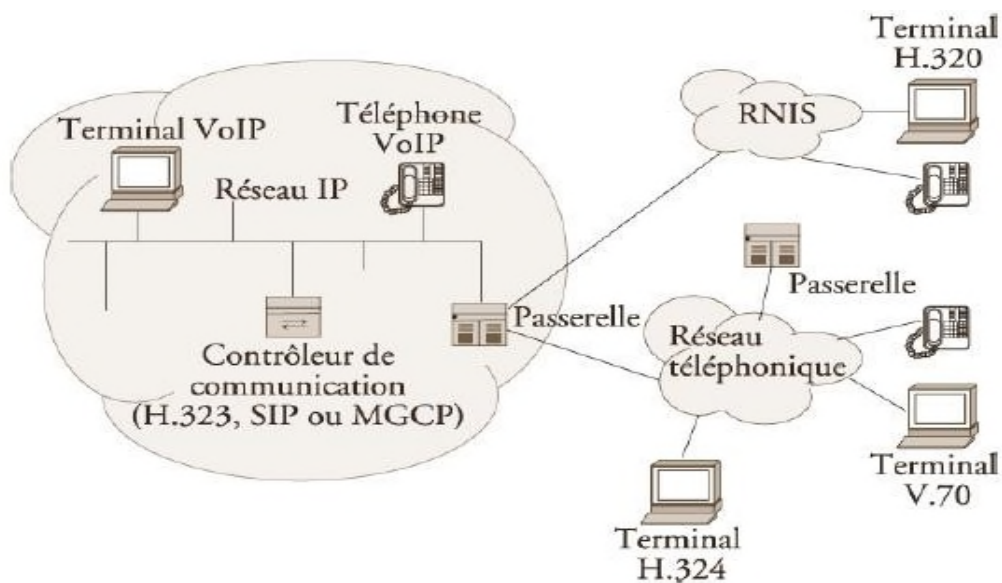 Terminal
H.320
RNIS
Téléphone
VoIP
Terminal VoIP
Réseau IP
Passerelle
Passerelle
Réseau
téléphonique
Contrôleur de
communication
(H.323, SIP ou MGCP)
Terminal
V.70
Terminal
H.324